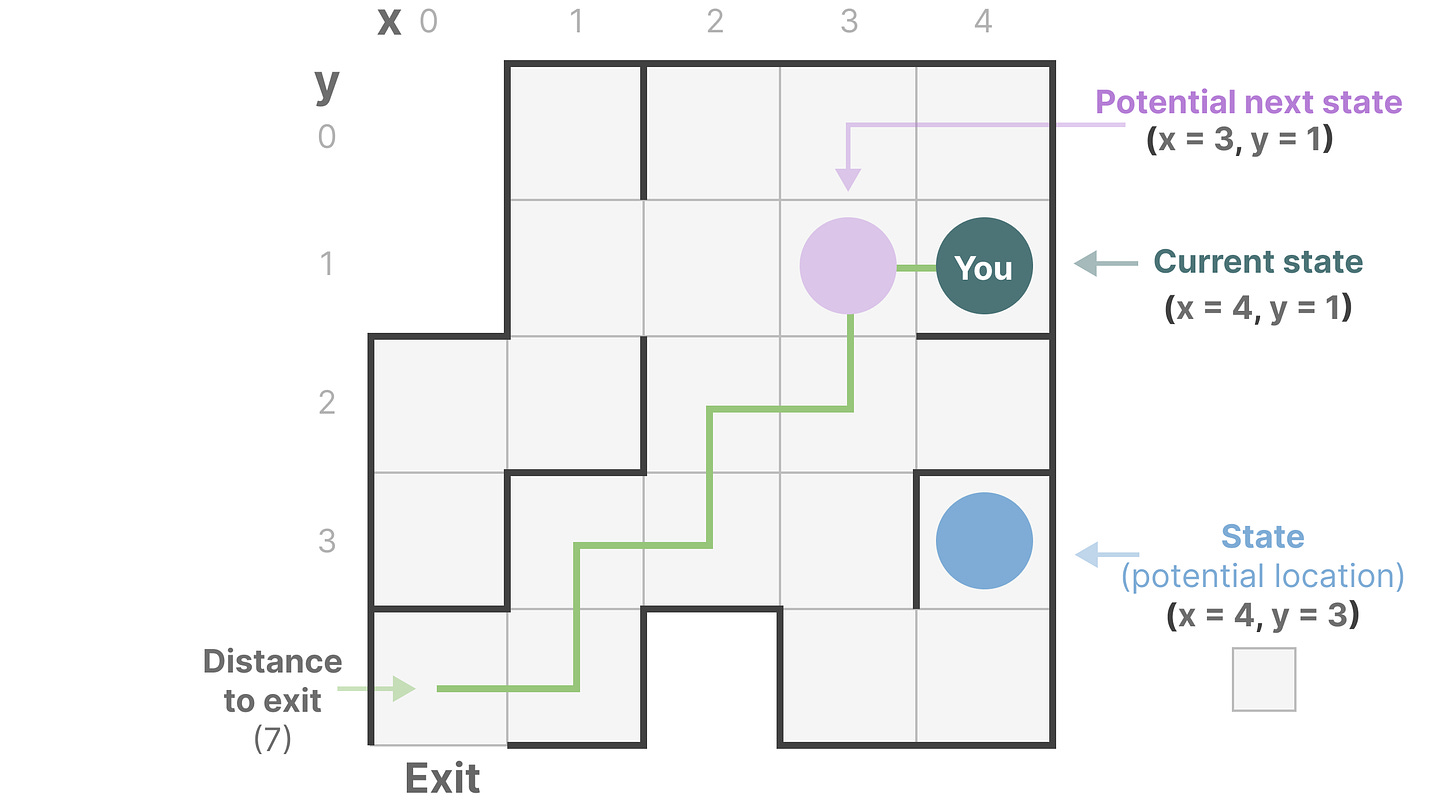 x 0 1 2 3 4
y
0
1
2
3
Potential next state
(x = 3, y = 1)
You
Current state
(x = 4, y = 1)
State
(potential location)
(x = 4, y = 3)
Distance
to exit
(7)
Exit